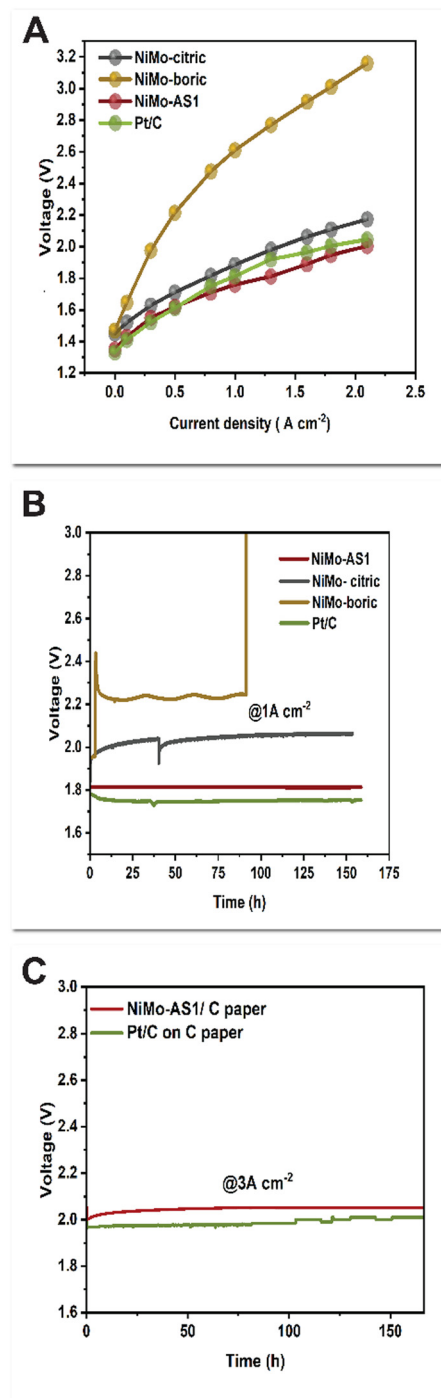 A
NiMo-citric
NiMo-boric
NiMo-AS1
Pt/C
3.2
3.0
2.8
2.6
2.4
2.2
2.0
1.8
1.6
1.4
1.2
Voltage (V)
0.0 0.5 1.0 1.5 2.0 2.5
Current density ( A cm⁻²)
B
NiMo-AS1
NiMo- citric
NiMo-boric
Pt/C
3.0
2.8
2.6
2.4
2.2
2.0
1.8
1.6
Voltage (V)
@1A cm⁻²
0 25 50 75 100 125 150 175
Time (h)
C
NiMo-AS1/ C paper
Pt/C on C paper
3.0
2.8
2.6
2.4
2.2
2.0
1.8
1.6
Voltage (V)
@3A cm⁻²
0 50 100 150
Time (h)